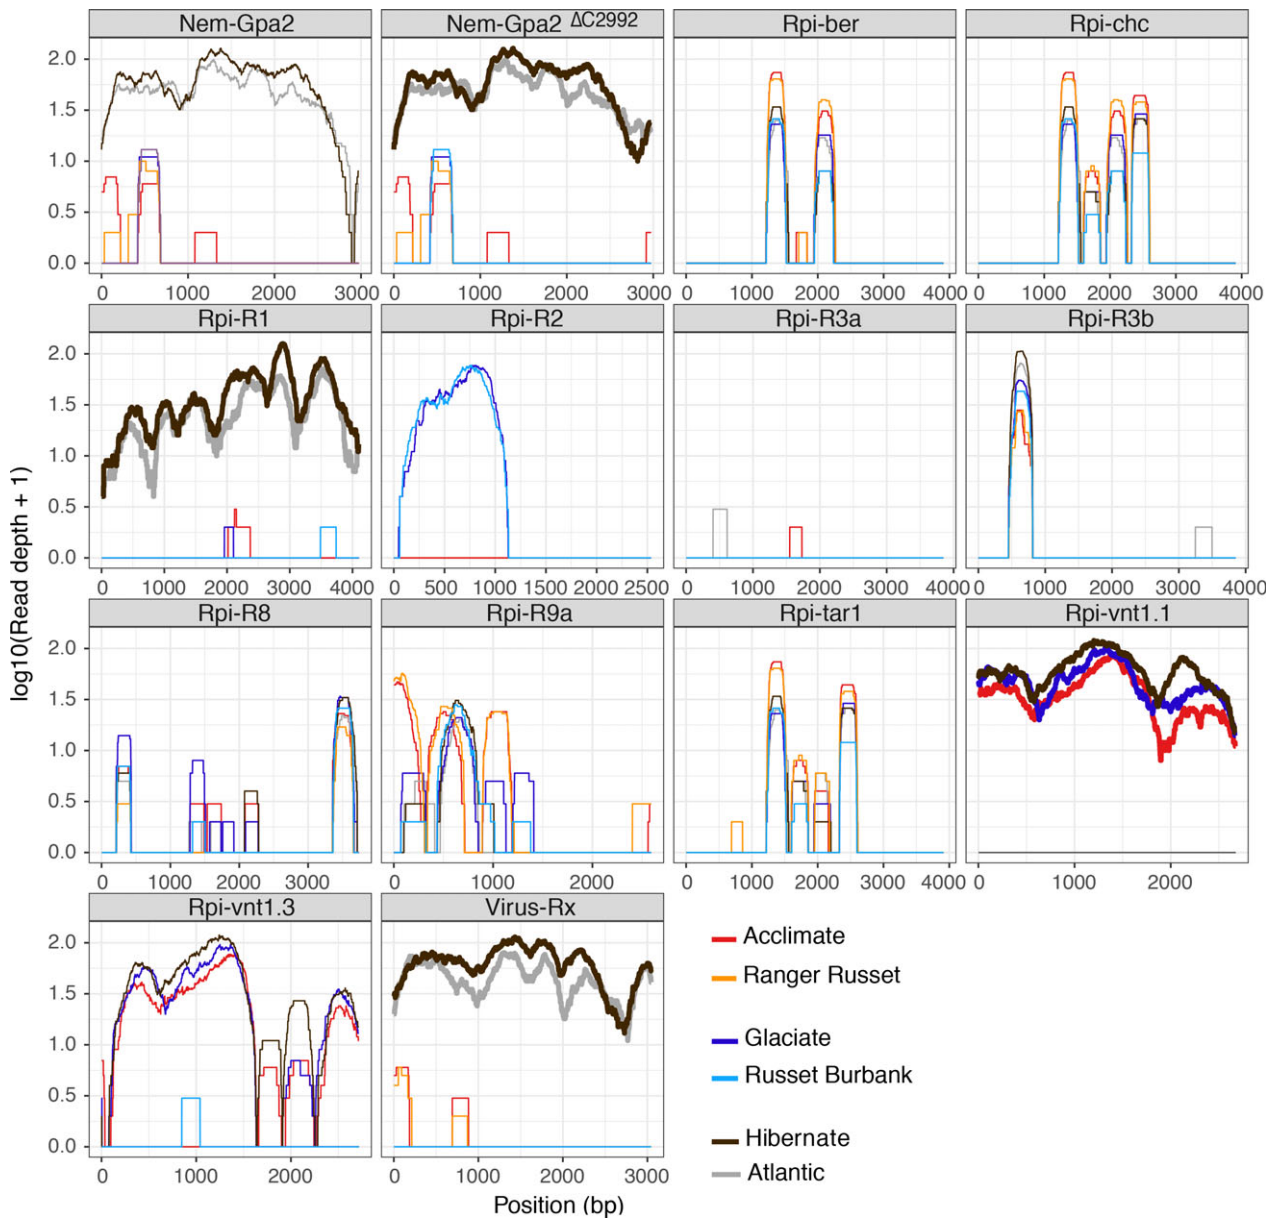 Nem-Gpa2 Nem-Gpa2 ΔC2992 Rpi-ber Rpi-chc
2.0
1.5
1.0
0.5
0.0
0 1000 2000 3000 0 1000 2000 3000 0 1000 2000 3000 4000 0 1000 2000 3000 4000
Rpi-R1 Rpi-R2 Rpi-R3a Rpi-R3b
2.0
1.5
1.0
0.5
0.0
0 1000 2000 3000 4000 0 500 1000 1500 2000 2500 0 1000 2000 3000 4000 0 1000 2000 3000 4000
log10(Read depth + 1)
Rpi-R8 Rpi-R9a Rpi-tar1 Rpi-vnt1.1
2.0
1.5
1.0
0.5
0.0
0 1000 2000 3000 0 1000 2000 0 1000 2000 3000 4000 0 1000 2000
Rpi-vnt1.3 Virus-Rx
2.0
1.5
1.0
0.5
0.0
0 1000 2000 0 1000 2000 3000
Position (bp)
Acclimate
Ranger Russet
Glaciate
Russet Burbank
Hibernate
Atlantic